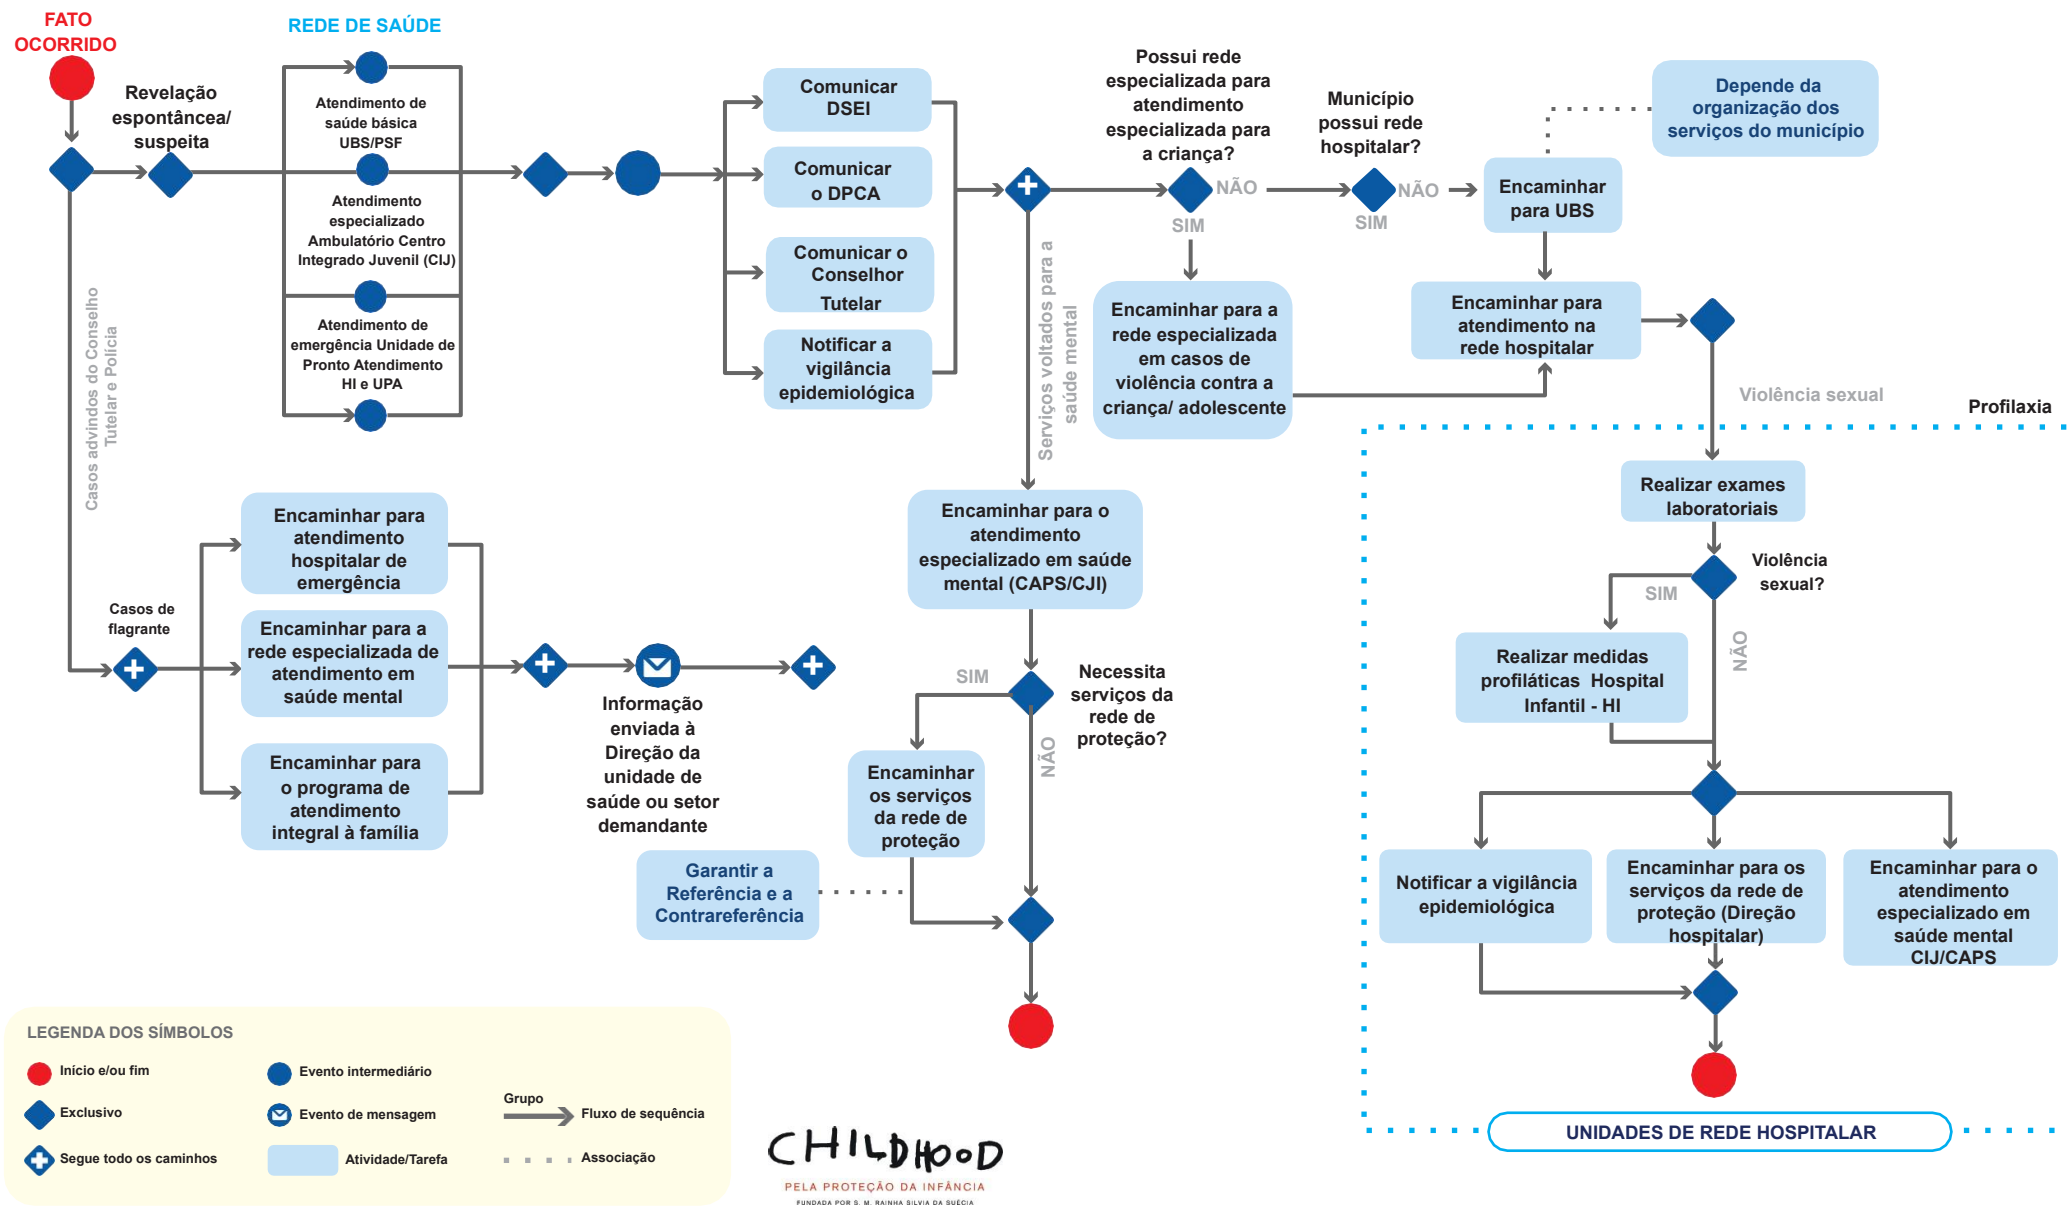 FATO
OCORRIDO
REDE DE SAÚDE
Revelação
espontâncea/
suspeita
Atendimento de
saúde básica
UBS/PSF
Atendimento
especializado
Ambulatório Centro
Integrado Juvenil (CIJ)
Atendimento de
emergência Unidade de
Pronto Atendimento
HI e UPA
Comunicar
DSEI
Comunicar
o DPCA
Comunicar o
Conselhor
Tutelar
Notificar a
vigilância
epidemiológica
Possui rede
especializada para
atendimento
especializada para
a criança?
NÃO
SIM
Município
possui rede
hospitalar?
NÃO
SIM
Encaminhar
para UBS
Depende da
organização dos
serviços do município
Encaminhar para a
rede especializada
em casos de
violência contra a
criança/ adolescente
Encaminhar para
atendimento na
rede hospitalar
Violência sexual
Profilaxia
Casos advindos do Conselho
Tutelar e Polícia
Serviços voltados para a
saúde mental
Casos de
flagrante
Encaminhar para
atendimento
hospitalar de
emergência
Encaminhar para a
rede especializada de
atendimento em
saúde mental
Encaminhar para
o programa de
atendimento
integral à família
Informação
enviada à
Direção da
unidade de
saúde ou setor
demandante
Encaminhar para o
atendimento
especializado em saúde
mental (CAPS/CJI)
SIM
NÃO
Necessita
serviços da
rede de
proteção?
Encaminhar
os serviços
da rede de
proteção
Garantir a
Referência e a
Contrareferência
Realizar exames
laboratoriais
Violência
sexual?
SIM
NÃO
Realizar medidas
profiláticas Hospital
Infantil - HI
Notificar a vigilância
epidemiológica
Encaminhar para os
serviços da rede de
proteção (Direção
hospitalar)
Encaminhar para o
atendimento
especializado em
saúde mental
CIJ/CAPS
UNIDADES DE REDE HOSPITALAR
LEGENDA DOS SÍMBOLOS
Início e/ou fim
Exclusivo
Segue todo os caminhos
Evento intermediário
Evento de mensagem
Atividade/Tarefa
Grupo
Fluxo de sequência
Associação
CHILDHOOD
PELA PROTEÇÃO DA INFÂNCIA
FUNDADA POR S. M. RAINHA SILVIA DA SUÉCIA